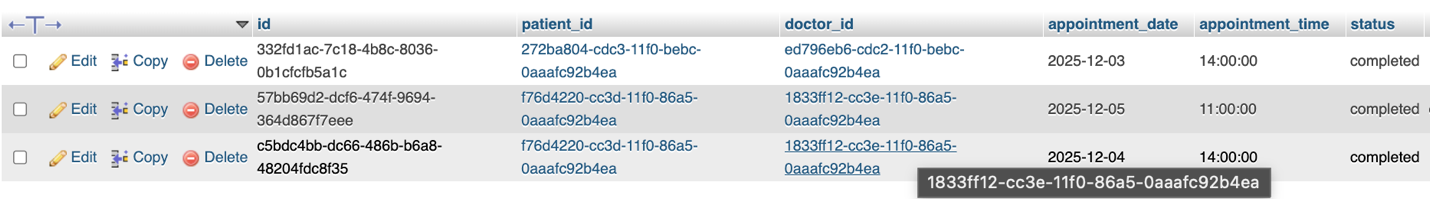 id patient_id doctor_id appointment_date appointment_time status
Edit Copy Delete 332fd1ac-7c18-4b8c-8036- 272ba804-cdc3-11f0-bebc- ed796eb6-cdc2-11f0-bebc- 2025-12-03 14:00:00 completed
0b1cfcfb5a1c 0aaafc92b4ea 0aaafc92b4ea
Edit Copy Delete 57bb69d2-dcf6-474f-9694- f76d4220-cc3d-11f0-86a5- 1833ff12-cc3e-11f0-86a5- 2025-12-05 11:00:00 completed
364d867f7eee 0aaafc92b4ea 0aaafc92b4ea
Edit Copy Delete c5bdc4bb-dc66-486b-b6a8- f76d4220-cc3d-11f0-86a5- 1833ff12-cc3e-11f0-86a5- 2025-12-04 14:00:00 completed
48204fdc8f35 0aaafc92b4ea 0aaafc92b4ea
1833ff12-cc3e-11f0-86a5-0aaafc92b4ea